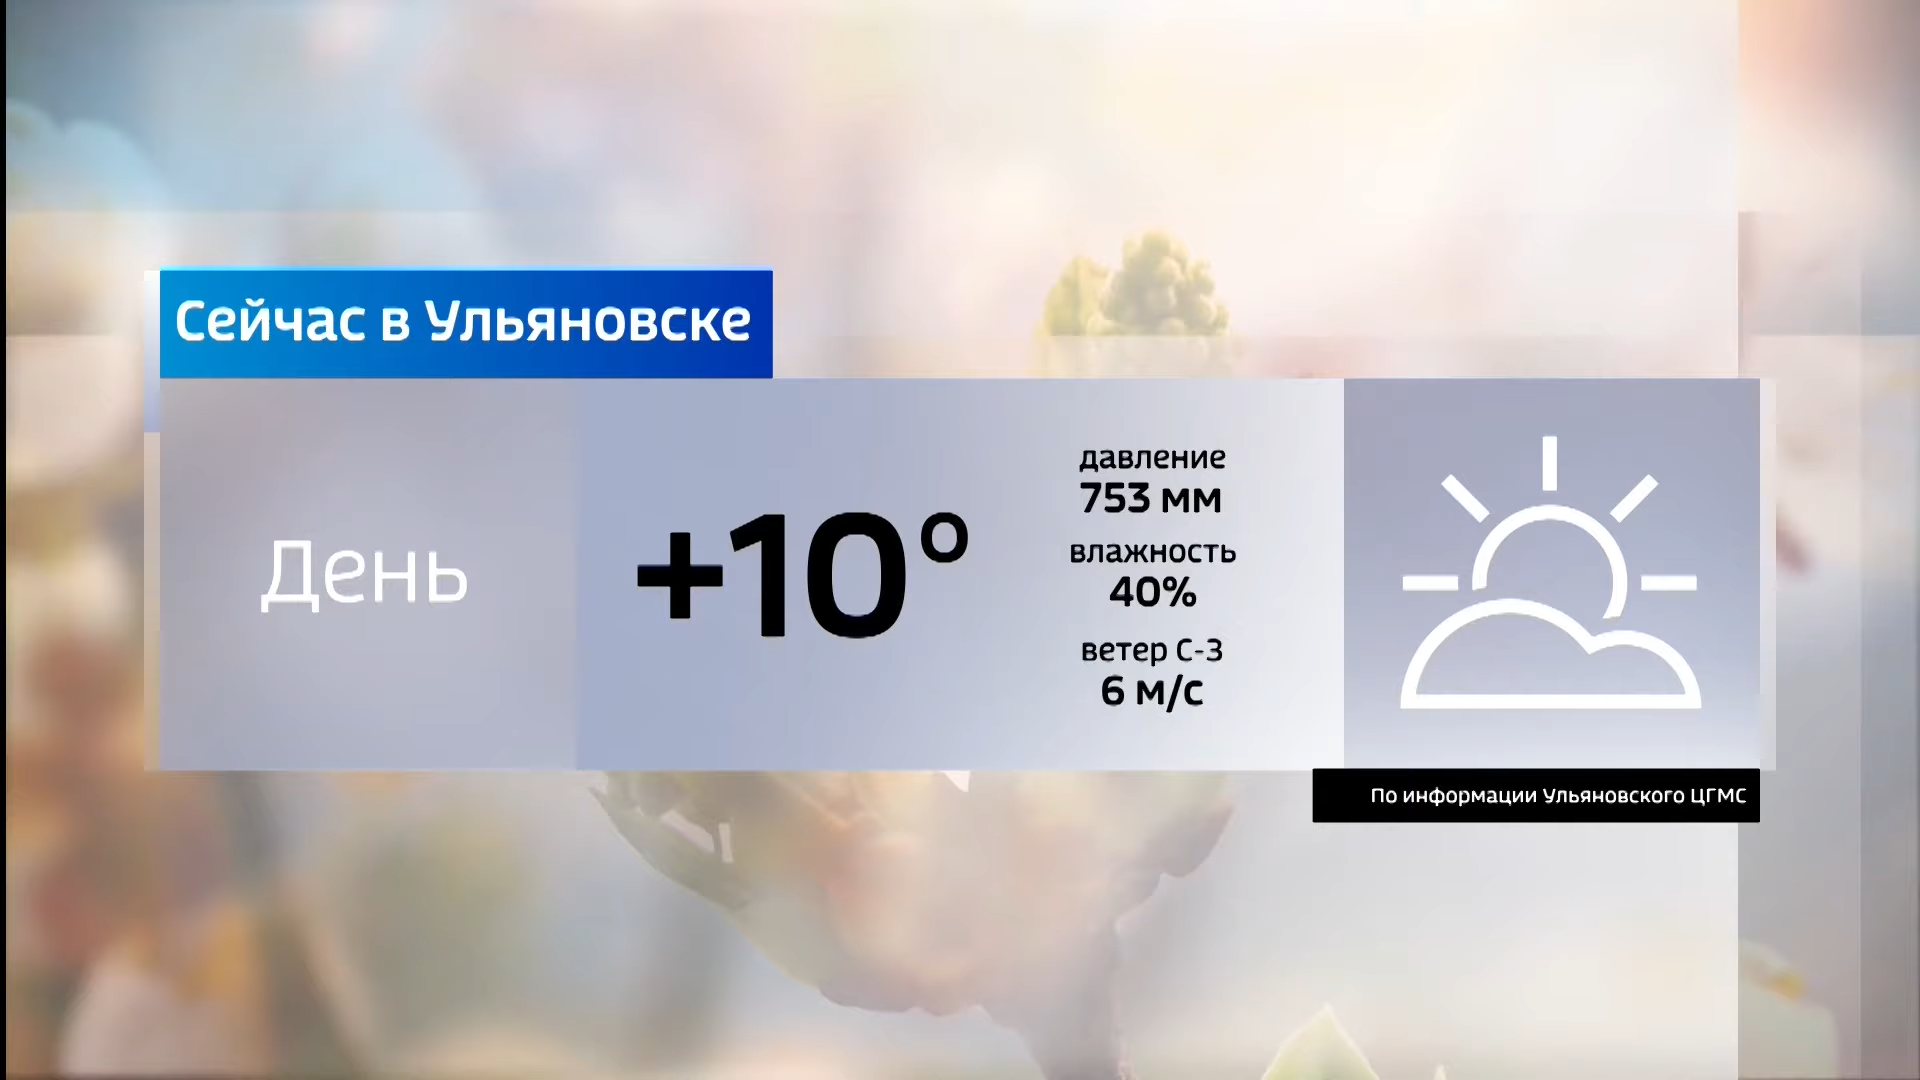 Сейчас в Ульяновске
День
+10°
давление
753 мм
влажность
40%
ветер С-З
6 м/с
По информации Ульяновского ЦГМС